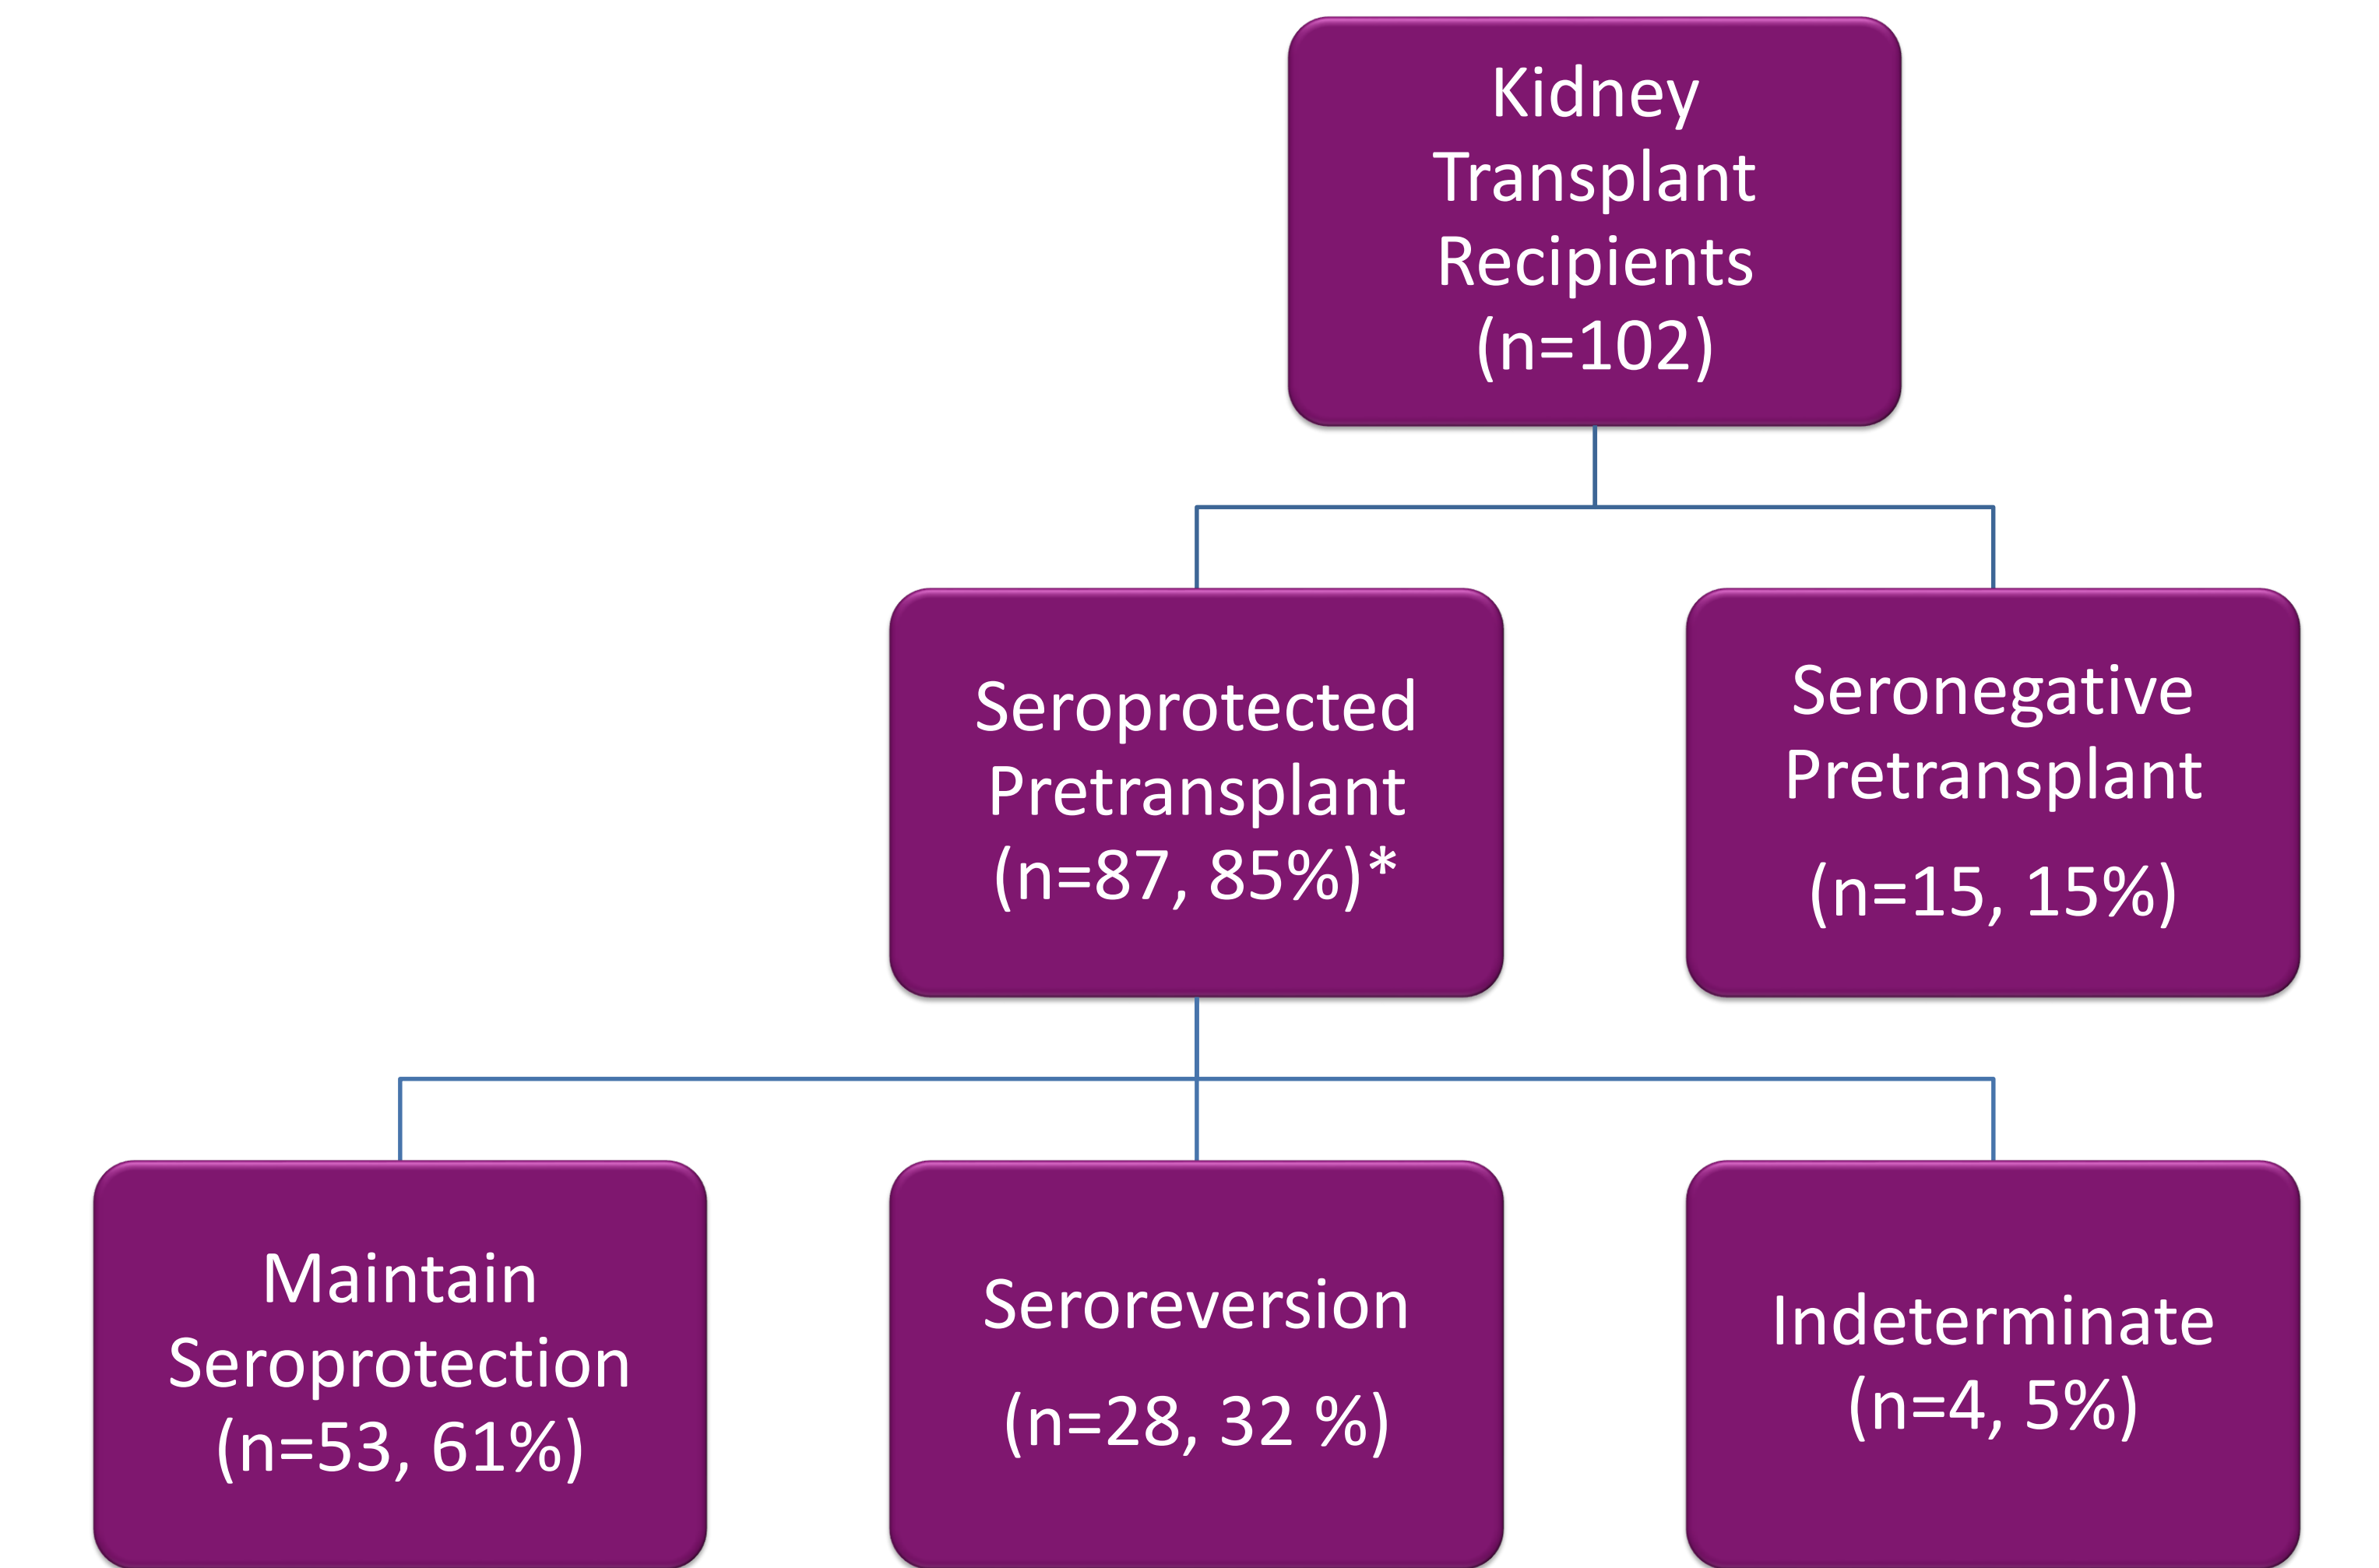 Kidney
Transplant
Recipients
(n=102)
Seroprotected
Pretransplant
(n=87, 85%)*
Seronegative
Pretransplant
(n=15, 15%)
Maintain
Seroprotection
(n=53, 61%)
Seroreversion
(n=28, 32 %)
Indeterminate
(n=4, 5%)